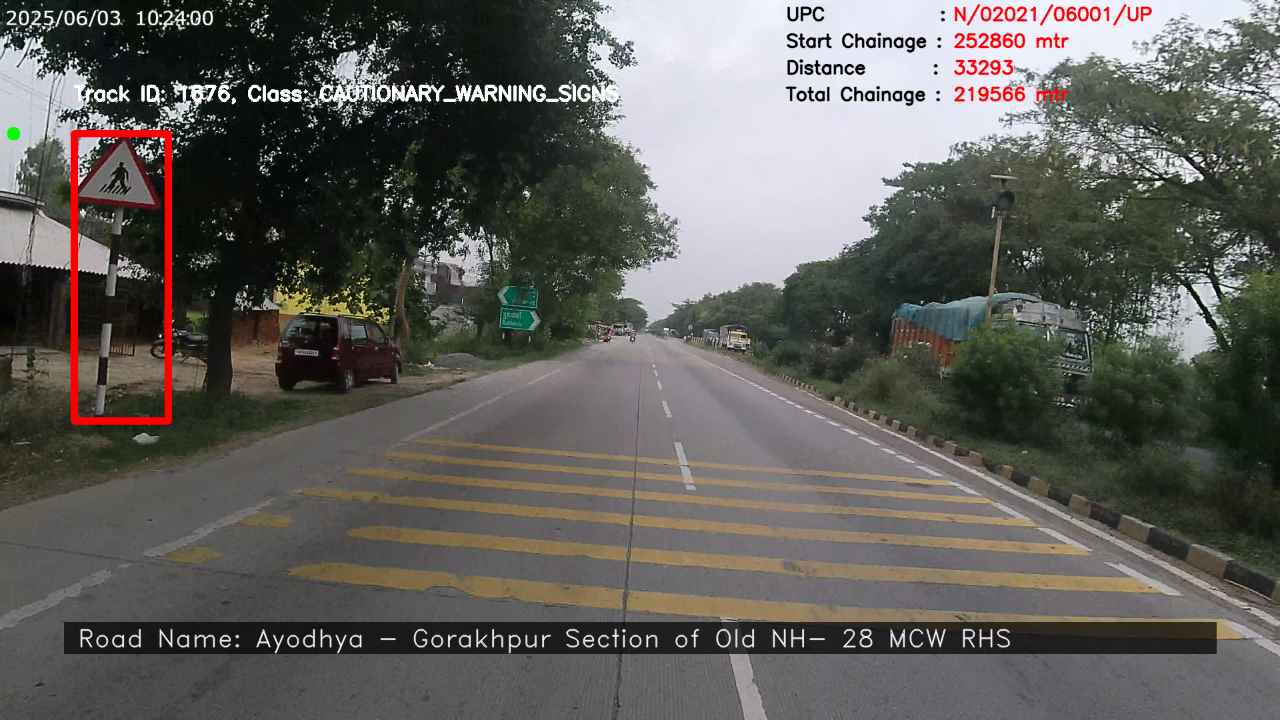 2025/06/03 10:24:00
UPC : N/02021/06001/UP
Start Chainage : 252860 mtr
Distance : 33293
Total Chainage : 219566 mtr
Track ID: 1676, Class: CAUTIONARY_WARNING_SIGNS
Road Name: Ayodhya - Gorakhpur Section of Old NH- 28 MCW RHS